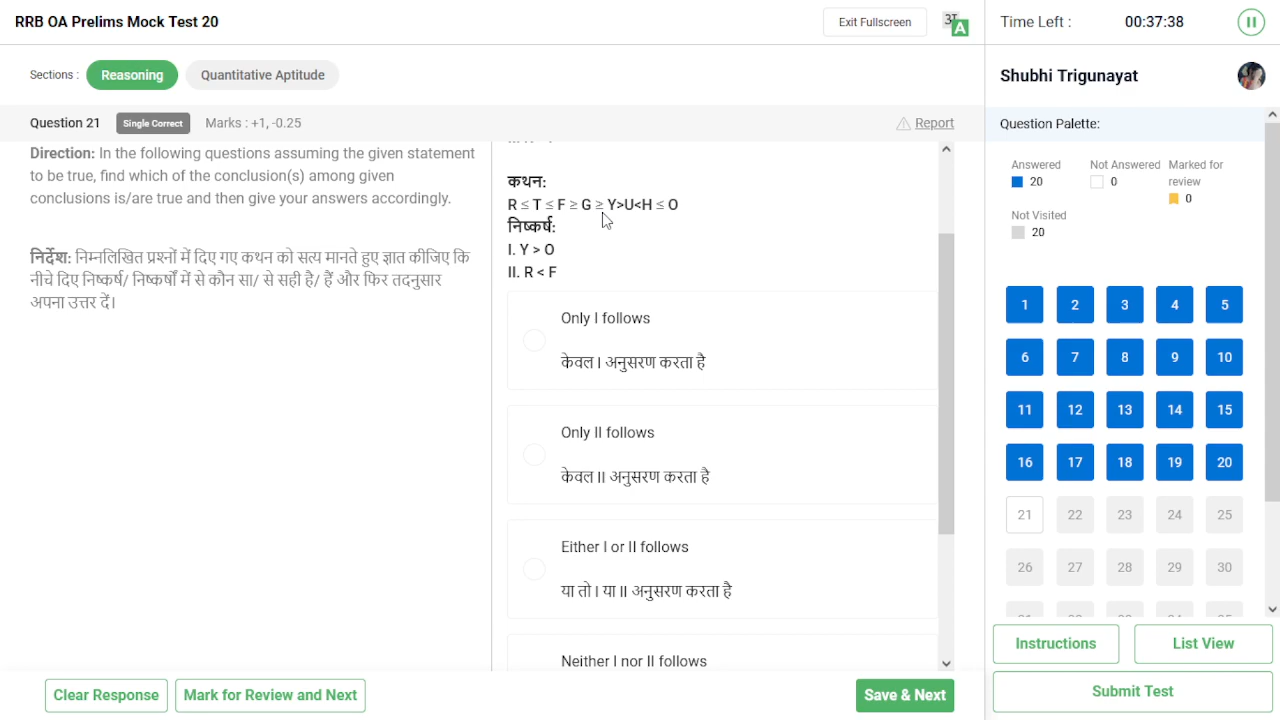 RRB OA Prelims Mock Test 20
Exit Fullscreen
Time Left :
00:37:38
Sections :
Reasoning
Quantitative Aptitude
Shubhi Trigunayat
Question 21
Single Correct
Marks : +1, -0.25
Report
Question Palette:
Direction: In the following questions assuming the given statement
to be true, find which of the conclusion(s) among given
conclusions is/are true and then give your answers accordingly.
निर्देश: निम्नलिखित प्रश्नों में दिए गए कथन को सत्य मानते हुए ज्ञात कीजिए कि
नीचे दिए निष्कर्ष/ निष्कर्षों में से कौन सा/ से सही है/ हैं और फिर तदनुसार
अपना उत्तर दें।
कथन:
R ≤ T ≤ F ≥ G ≥ Y>U<H ≤ O
निष्कर्ष:
I. Y > O
II. R < F
Only I follows
केवल I अनुसरण करता है
Only II follows
केवल II अनुसरण करता है
Either I or II follows
या तो I या II अनुसरण करता है
Neither I nor II follows
Answered
20
Not Answered
0
Marked for
review
0
Not Visited
20
1 2 3 4 5
6 7 8 9 10
11 12 13 14 15
16 17 18 19 20
21 22 23 24 25
26 27 28 29 30
Instructions
List View
Clear Response
Mark for Review and Next
Save & Next
Submit Test